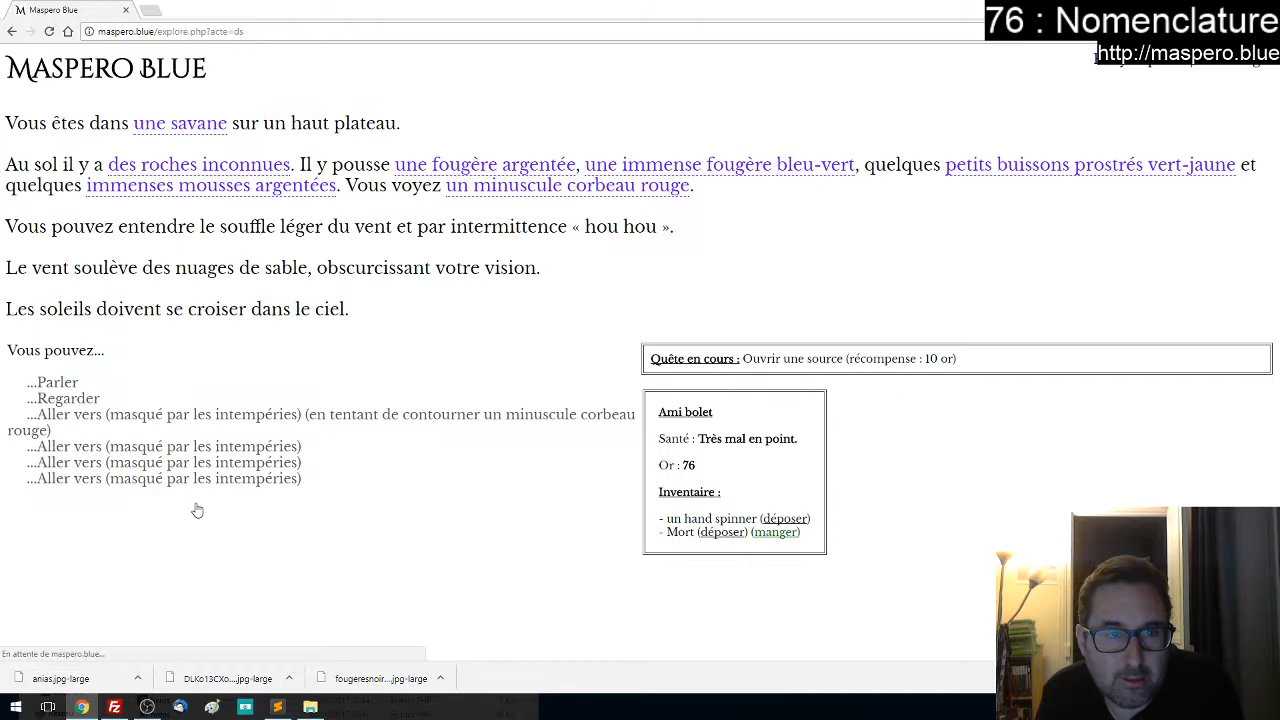 Maspero Blue
76 : Nomenclature
maspero.blue/explore.php?acte=ds
http://maspero.blue
Maspero Blue
Vous êtes dans une savane sur un haut plateau.
Au sol il y a des roches inconnues. Il y pousse une fougère argentée, une immense fougère bleu-vert, quelques petits buissons prostrés vert-jaune et
quelques immenses mousses argentées. Vous voyez un minuscule corbeau rouge.
Vous pouvez entendre le souffle léger du vent et par intermittence « hou hou ».
Le vent soulève des nuages de sable, obscurcissant votre vision.
Les soleils doivent se croiser dans le ciel.
Vous pouvez...
...Parler
...Regarder
...Aller vers (masqué par les intempéries) (en tentant de contourner un minuscule corbeau
rouge)
...Aller vers (masqué par les intempéries)
...Aller vers (masqué par les intempéries)
...Aller vers (masqué par les intempéries)
Quête en cours : Ouvrir une source (récompense : 10 or)
Ami bolet
Santé : Très mal en point.
Or : 76
Inventaire :
- un hand spinner (déposer)
- Mort (déposer) (manger)
En attente de maspero.blue...
anias.jpg-large
DLKo13CXo....jpg-large
fougeresnoir....jpg-large